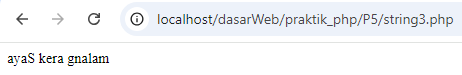 localhost/dasarWeb/praktik_php/P5/string3.php
ayaS kera gnalam